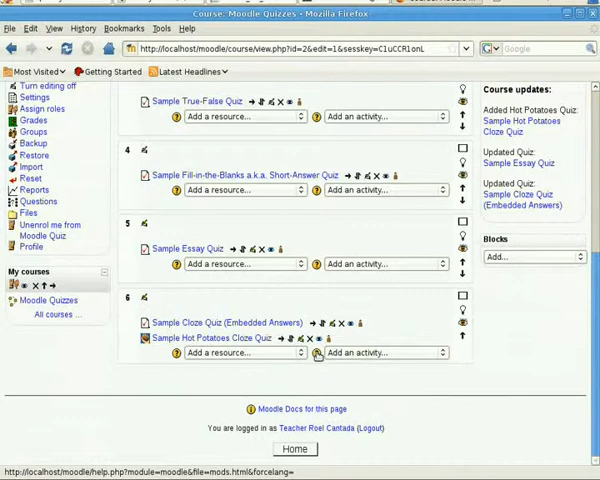 Course: Moodle Quizzes - Mozilla Firefox
File Edit View History Bookmarks Tools Help
http://localhost/moodle/course/view.php?id=2&edit=1&sesskey=C1uCCR1onL
Google
Most Visited Getting Started Latest Headlines
Turn editing off
Settings
Assign roles
Grades
Groups
Backup
Restore
Import
Reset
Reports
Questions
Files
Unenrol me from
Moodle Quiz
Profile
My courses
Moodle Quizzes
All courses ...
Sample True-False Quiz
Add a resource... Add an activity...
4
Sample Fill-in-the-Blanks a.k.a. Short-Answer Quiz
Add a resource... Add an activity...
5
Sample Essay Quiz
Add a resource... Add an activity...
6
Sample Cloze Quiz (Embedded Answers)
Sample Hot Potatoes Cloze Quiz
Add a resource... Add an activity...
Course updates:
Added Hot Potatoes Quiz:
Sample Hot Potatoes
Cloze Quiz
Updated Quiz:
Sample Essay Quiz
Updated Quiz:
Sample Cloze Quiz
(Embedded Answers)
Blocks
Add...
Moodle Docs for this page
You are logged in as Teacher Roel Cantada (Logout)
Home
http://localhost/moodle/help.php?module=moodle&file=mods.html&forcelang=